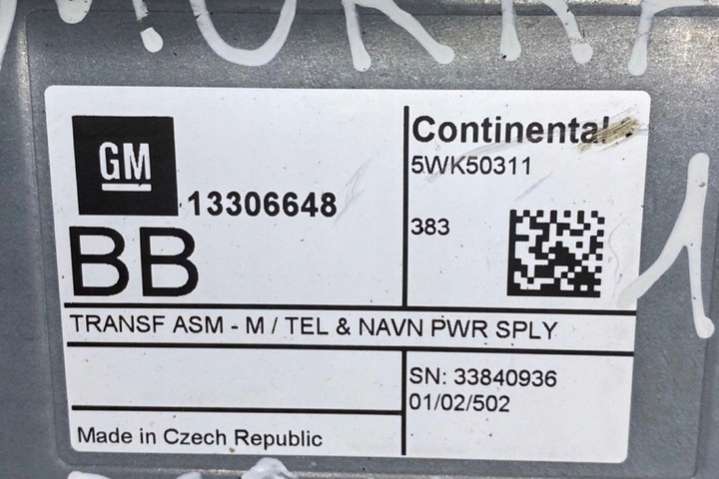 GM
13306648
BB
Continental
5WK50311
383
TRANSF ASM - M / TEL & NAVN PWR SPLY
SN: 33840936
01/02/502
Made in Czech Republic
1